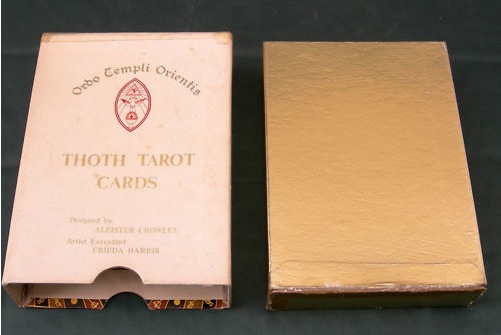 Ordo Templi Orientis
THOTH TAROT
CARDS
Designed by:
ALEISTER CROWLEY
Artist Executant:
FRIEDA HARRIS